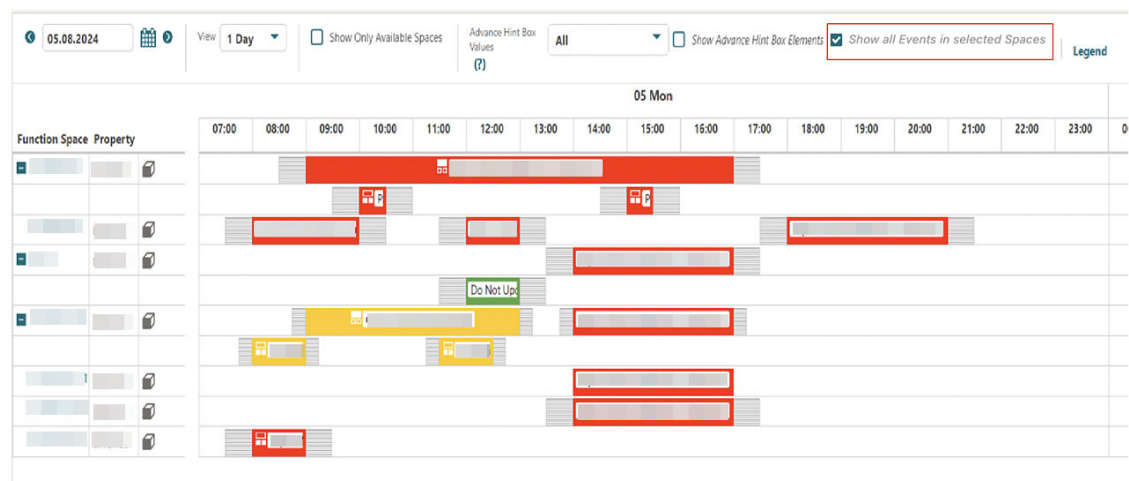 05.08.2024
View 1 Day
Show Only Available Spaces
Advance Hint Box Values (?)
All
Show Advance Hint Box Elements
Show all Events in selected Spaces
Legend
05 Mon
Function Space Property
07:00 08:00 09:00 10:00 11:00 12:00 13:00 14:00 15:00 16:00 17:00 18:00 19:00 20:00 21:00 22:00 23:00
P P
Do Not Upd